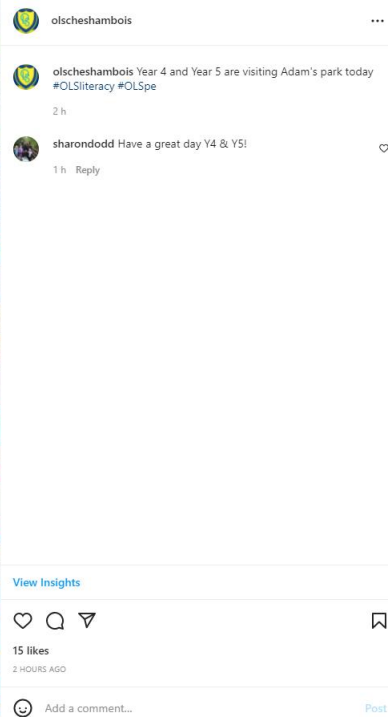 olscheshambois
olscheshambois Year 4 and Year 5 are visiting Adam's park today
#OLSliteracy #OLSpe
2 h
sharondodd Have a great day Y4 & Y5!
1 h Reply
View Insights
15 likes
2 HOURS AGO
Add a comment...
Post